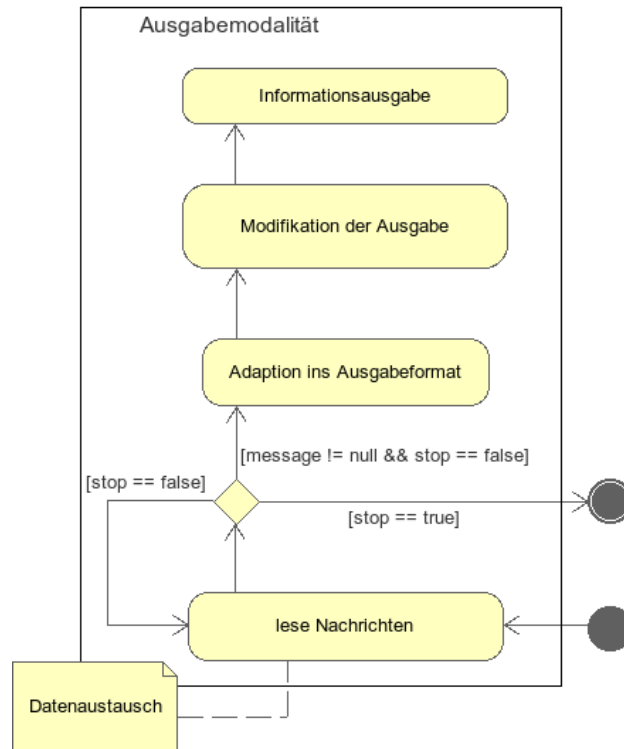 Ausgabemodalität
Informationsausgabe
Modifikation der Ausgabe
Adaption ins Ausgabeformat
[message != null && stop == false]
[stop == false]
[stop == true]
lese Nachrichten
Datenaustausch